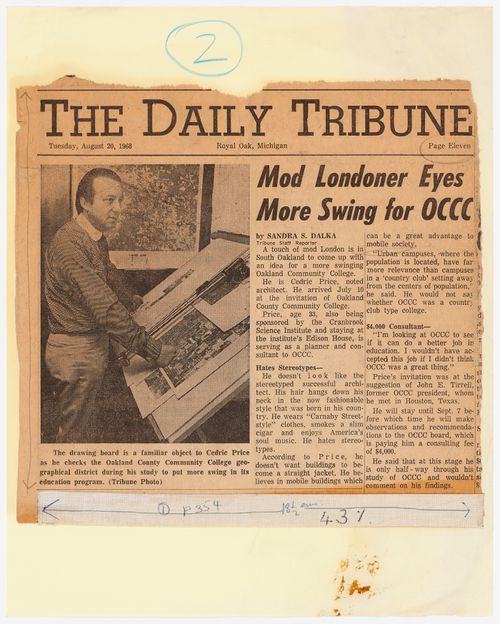 2
THE DAILY TRIBUNE
Tuesday, August 20, 1968 Royal Oak, Michigan Page Eleven
Mod Londoner Eyes
More Swing for OCCC
by SANDRA S. DALKA
Tribune Staff Reporter
A touch of mod London is in
South Oakland to come up with
an idea for a more swinging
Oakland Community College.
He is Cedric Price, noted
architect. He arrived July 10
at the invitation of Oakland
County Community College.
Price, age 33, also being
sponsored by the Cranbrook
Science Institute and staying at
the institute's Edison House, is
serving as a planner and con-
sultant to OCCC.
Hates Stereotypes—
He doesn't look like the
stereotyped successful archi-
tect. His hair hangs down his
neck in the now fashionable
style that was born in his coun-
try. He wears "Carnaby Street-
style" clothes, smokes a slim
cigar and enjoys America's
soul music. He hates stereo-
types.
According to Price, he
doesn't want buildings to be-
come a straight jacket. He be-
lieves in mobile buildings which
can be a great advantage to
mobile society.
"Urban campuses, where the
population is located, have far
more relevance than campuses
in a 'country club' setting away
from the centers of population,"
he said. He would not say
whether OCCC was a country
club type college.
$4,000 Consultant—
"I'm looking at OCCC to see
if it can do a better job in
education. I wouldn't have ac-
cepted this job if I didn't think
OCCC was a great thing."
Price's invitation was at the
suggestion of John E. Tirrell,
former OCCC president, whom
he met in Houston, Texas.
He will stay until Sept. 7 be-
fore which time he will make
observations and recommenda-
tions to the OCCC board, which
is paying him a consulting fee
of $4,000.
He said that at this stage he
is only half-way through his
study of OCCC and wouldn't
comment on his findings.
The drawing board is a familiar object to Cedric Price
as he checks the Oakland County Community College geo-
graphical district during his study to put more swing in its
education program. (Tribune Photo)
① p 354 18½ cm 43%